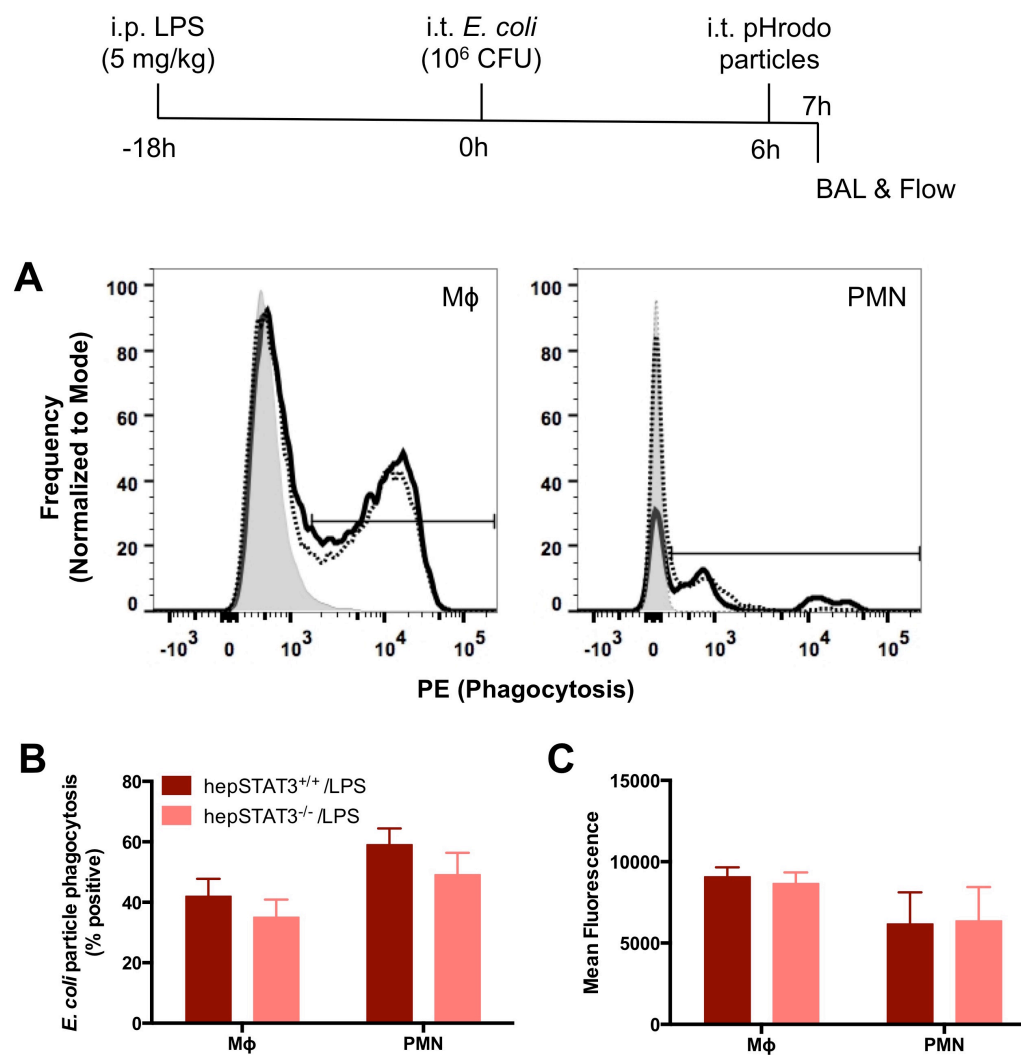 i.p. LPS
(5 mg/kg)
i.t. E. coli
(10⁶ CFU)
i.t. pHrodo
particles
7h
-18h
0h
6h
BAL & Flow
A
Frequency
(Normalized to Mode)
100
80
60
40
20
0
Mϕ
-10³ 0 10³ 10⁴ 10⁵
100
80
60
40
20
0
PMN
-10³ 0 10³ 10⁴ 10⁵
PE (Phagocytosis)
B
E. coli particle phagocytosis
(% positive)
80
60
40
20
0
hepSTAT3⁺/⁺ /LPS
hepSTAT3⁻/⁻ /LPS
Mϕ PMN
C
Mean Fluorescence
15000
10000
5000
0
Mϕ PMN